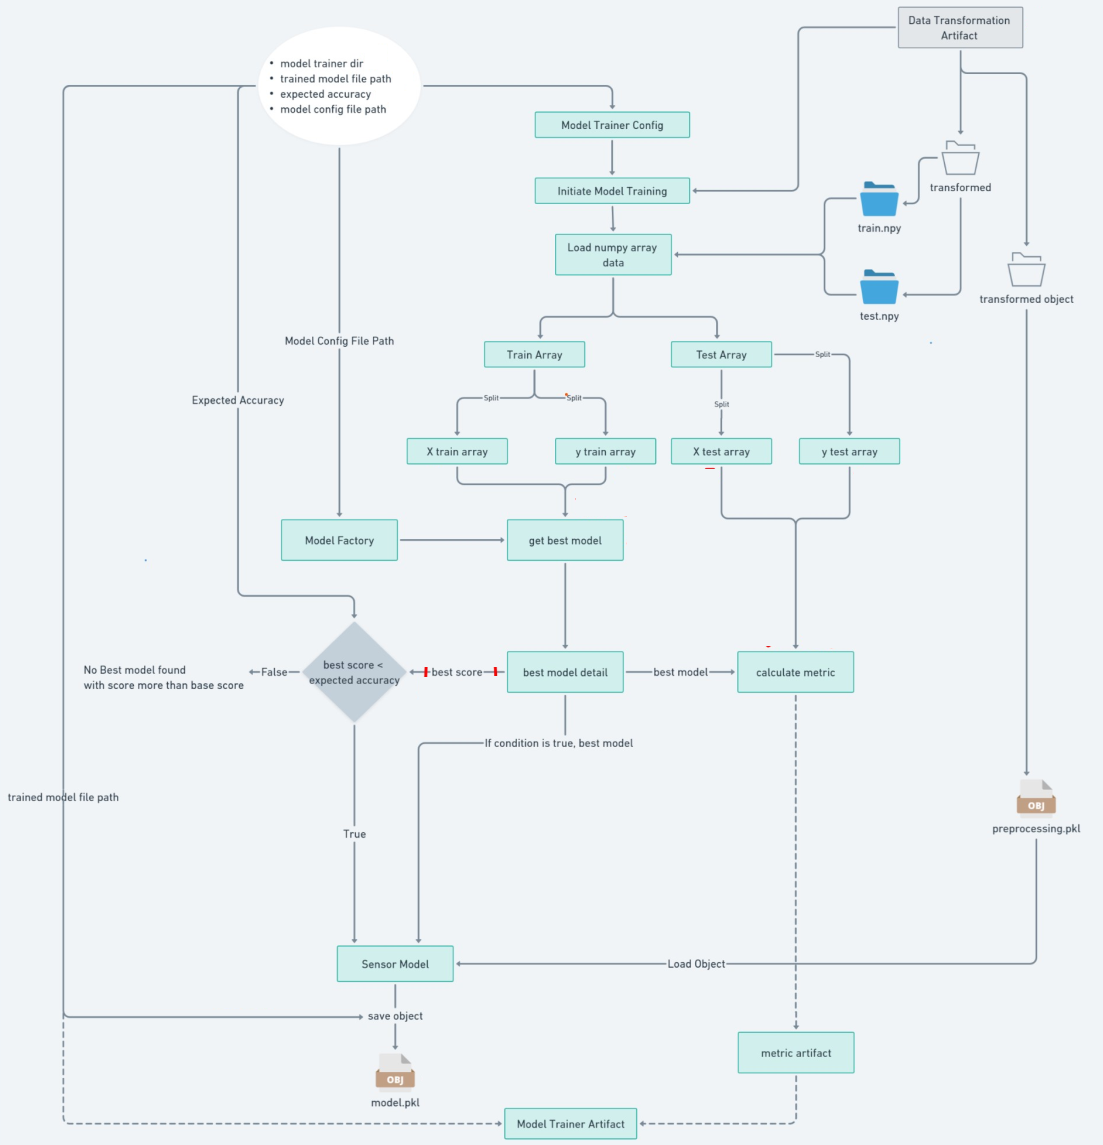 Data Transformation
Artifact
• model trainer dir
• trained model file path
• expected accuracy
• model config file path
Model Trainer Config
Initiate Model Training
transformed
train.npy
Load numpy array
data
transformed object
test.npy
Model Config File Path
Train Array
Test Array
Split
Expected Accuracy
Split
Split
Split
X train array
y train array
X test array
y test array
Model Factory
get best model
No Best model found
with score more than base score
False
best score <
expected accuracy
best score
best model detail
best model
calculate metric
If condition is true, best model
trained model file path
OBJ
preprocessing.pkl
True
Sensor Model
Load Object
save object
metric artifact
OBJ
model.pkl
Model Trainer Artifact